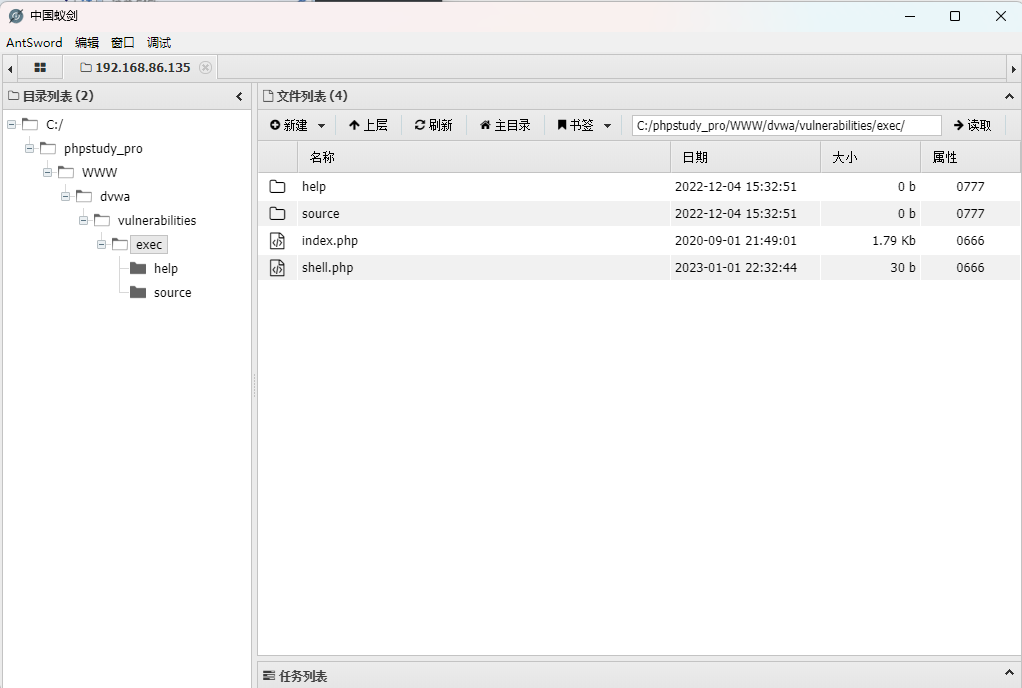 中国蚁剑
AntSword 编辑 窗口 调试
192.168.86.135
目录列表 (2)
C:/
phpstudy_pro
WWW
dvwa
vulnerabilities
exec
help
source
文件列表 (4)
新建 上层 刷新 主目录 书签 C:/phpstudy_pro/WWW/dvwa/vulnerabilities/exec/ 读取
名称 日期 大小 属性
help 2022-12-04 15:32:51 0 b 0777
source 2022-12-04 15:32:51 0 b 0777
index.php 2020-09-01 21:49:01 1.79 Kb 0666
shell.php 2023-01-01 22:32:44 30 b 0666
任务列表